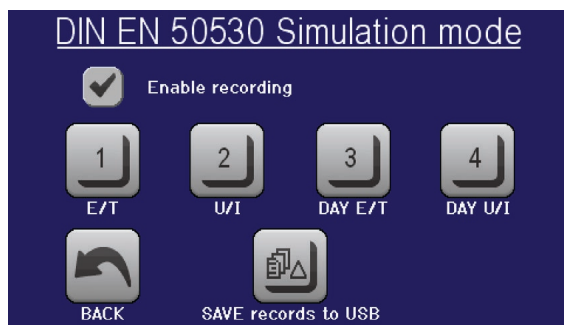 DIN EN 50530 Simulation mode
Enable recording
1 2 3 4
E/T U/I DAY E/T DAY U/I
BACK SAVE records to USB